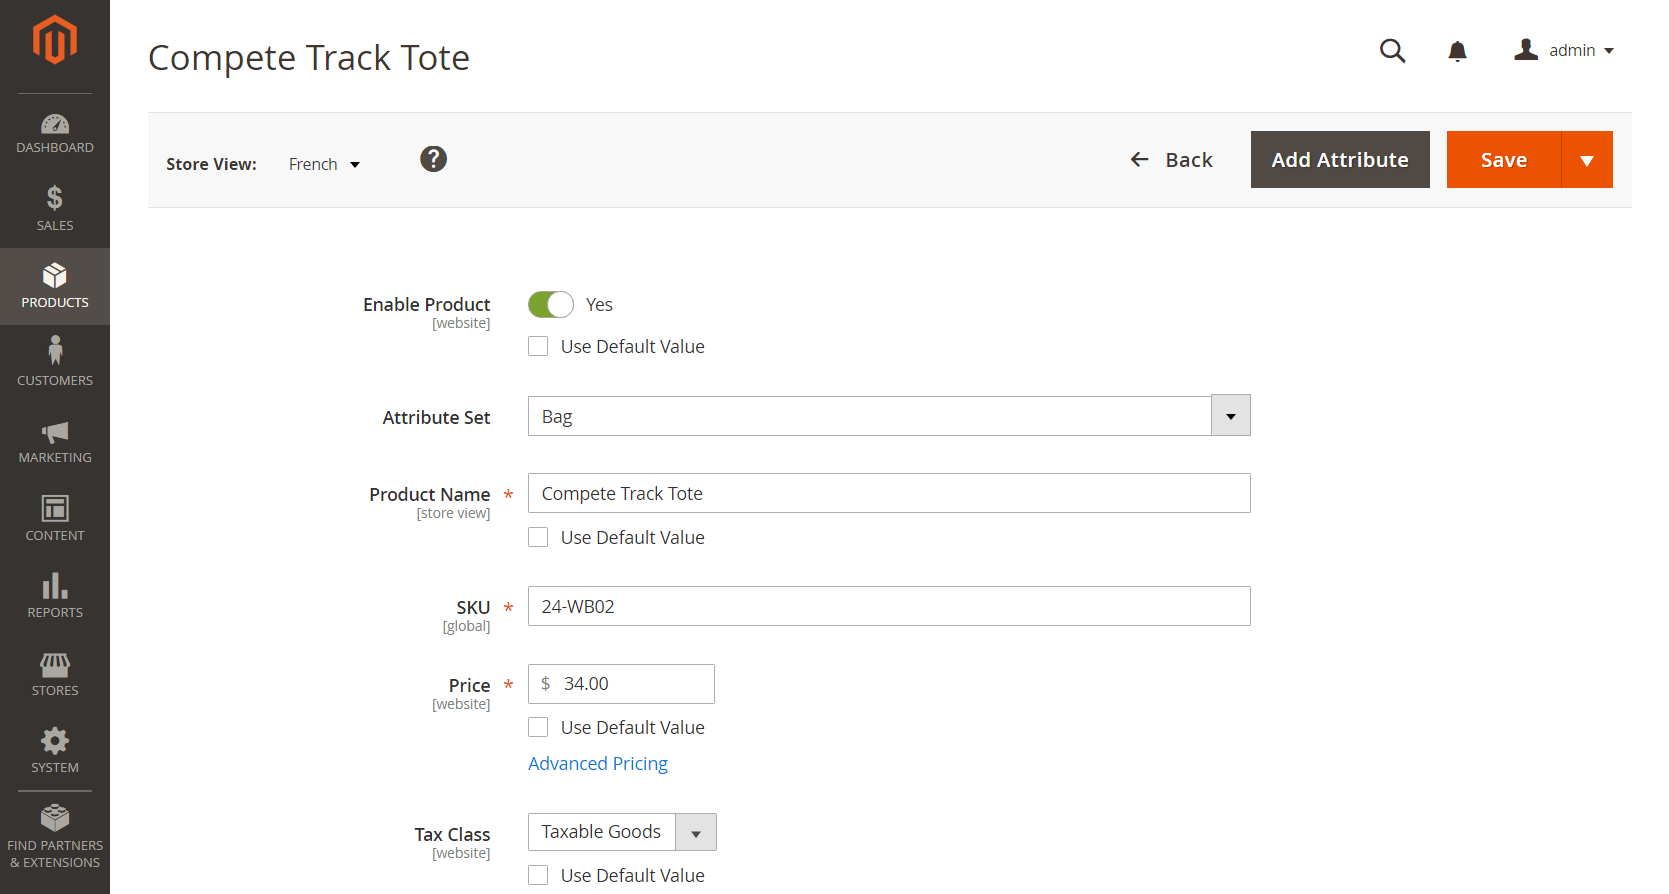 Compete Track Tote
admin
DASHBOARD
SALES
PRODUCTS
CUSTOMERS
MARKETING
CONTENT
REPORTS
STORES
SYSTEM
FIND PARTNERS
& EXTENSIONS
Store View: French ?
Back Add Attribute Save
Enable Product Yes
[website]
Use Default Value
Attribute Set Bag
Product Name * Compete Track Tote
[store view]
Use Default Value
SKU * 24-WB02
[global]
Price * $ 34.00
[website]
Use Default Value
Advanced Pricing
Tax Class Taxable Goods
[website]
Use Default Value